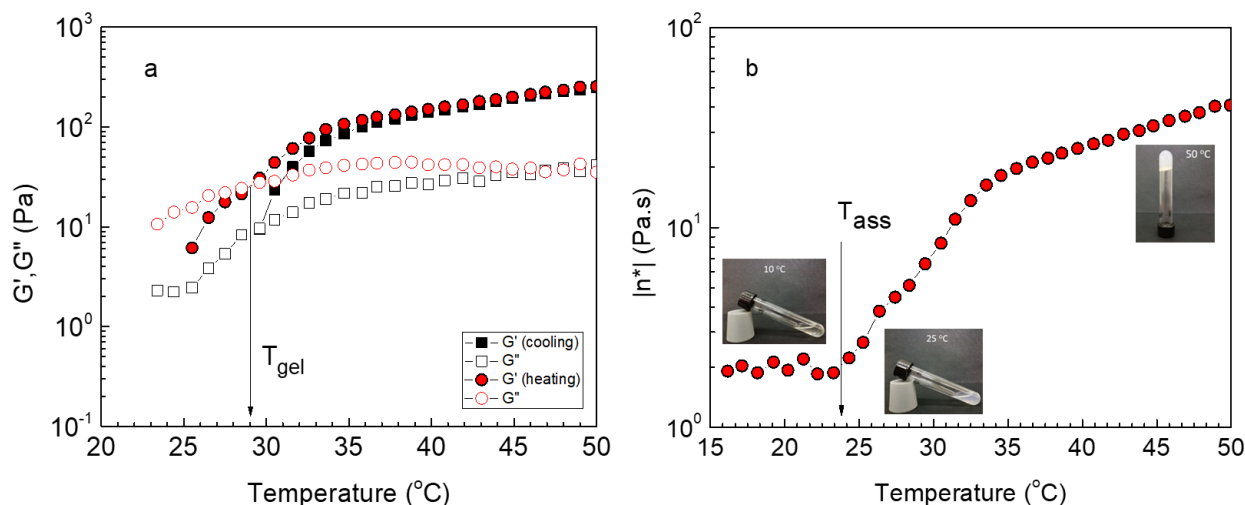 a
G',G" (Pa)
10³
10²
10¹
10⁰
10⁻¹
T_gel
G' (cooling)
G"
G' (heating)
G"
20 25 30 35 40 45 50
Temperature (°C)
b
|n*| (Pa.s)
10²
10¹
10⁰
T_ass
10 °C
25 °C
50 °C
15 20 25 30 35 40 45 50
Temperature (°C)